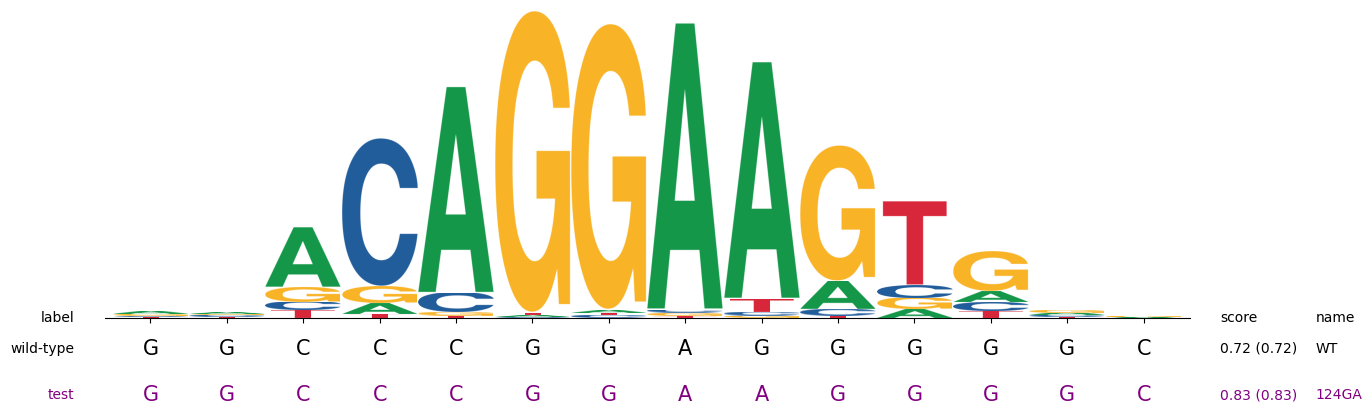 A C A G G A A G T G
label score name
wild-type G G C C C G G A G G G G G C 0.72 (0.72) WT
test G G C C C G G A A G G G G C 0.83 (0.83) 124GA